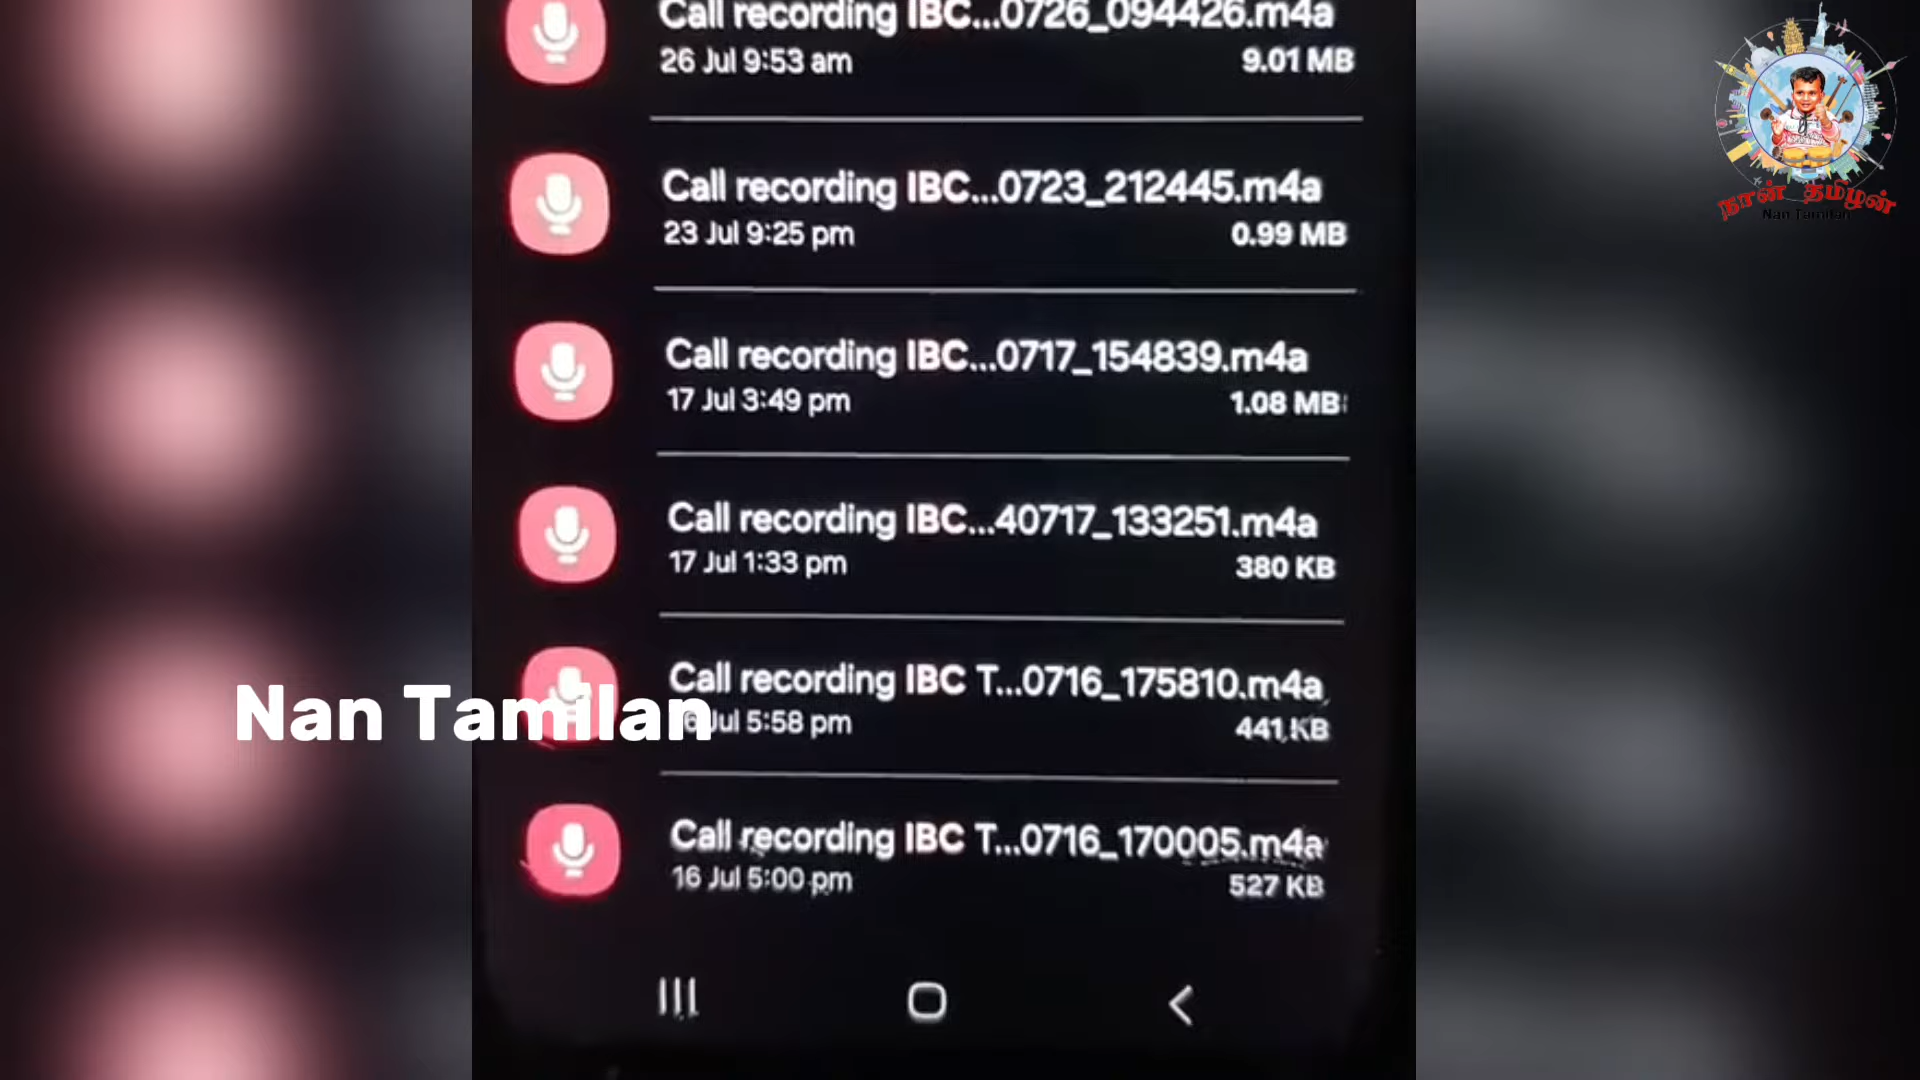 Call recording IBC...0726_094426.m4a
26 Jul 9:53 am 9.01 MB
Call recording IBC...0723_212445.m4a
23 Jul 9:25 pm 0.99 MB
Call recording IBC...0717_154839.m4a
17 Jul 3:49 pm 1.08 MB
Call recording IBC...40717_133251.m4a
17 Jul 1:33 pm 380 KB
Call recording IBC T...0716_175810.m4a
6 Jul 5:58 pm 441 KB
Call recording IBC T...0716_170005.m4a
16 Jul 5:00 pm 527 KB
Nan Tamilan
நான் தமிழன்
Nan Tamilan